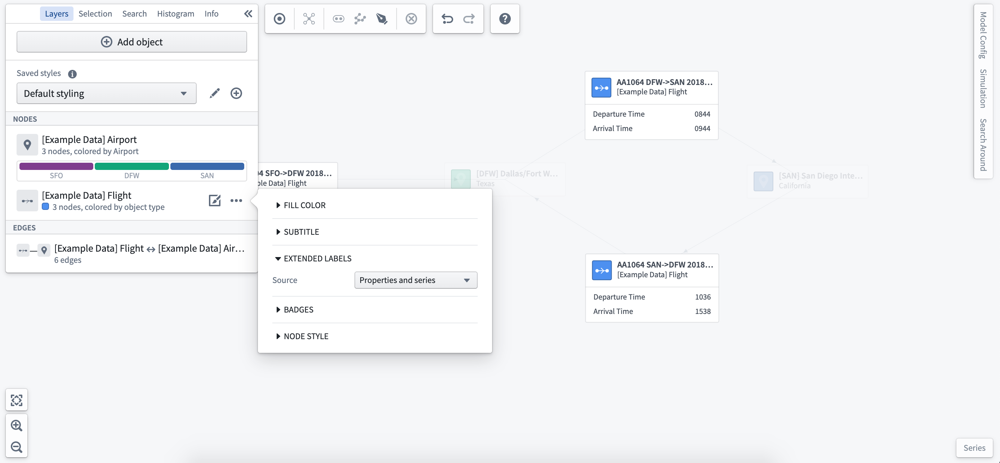 Layers Selection Search Histogram Info
Add object
Saved styles
Default styling
NODES
[Example Data] Airport
3 nodes, colored by Airport
SFO DFW SAN
[Example Data] Flight
3 nodes, colored by object type
EDGES
[Example Data] Flight ↔ [Example Data] Air…
6 edges
FILL COLOR
SUBTITLE
EXTENDED LABELS
Source Properties and series
BADGES
NODE STYLE
04 SFO->DFW 2018…
ple Data] Flight
[DFW] Dallas/Fort W…
Texas
AA1064 DFW->SAN 2018…
[Example Data] Flight
Departure Time 0844
Arrival Time 0944
[SAN] San Diego Inte…
California
AA1064 SAN->DFW 2018…
[Example Data] Flight
Departure Time 1036
Arrival Time 1538
Model Config
Simulation
Search Around
Series